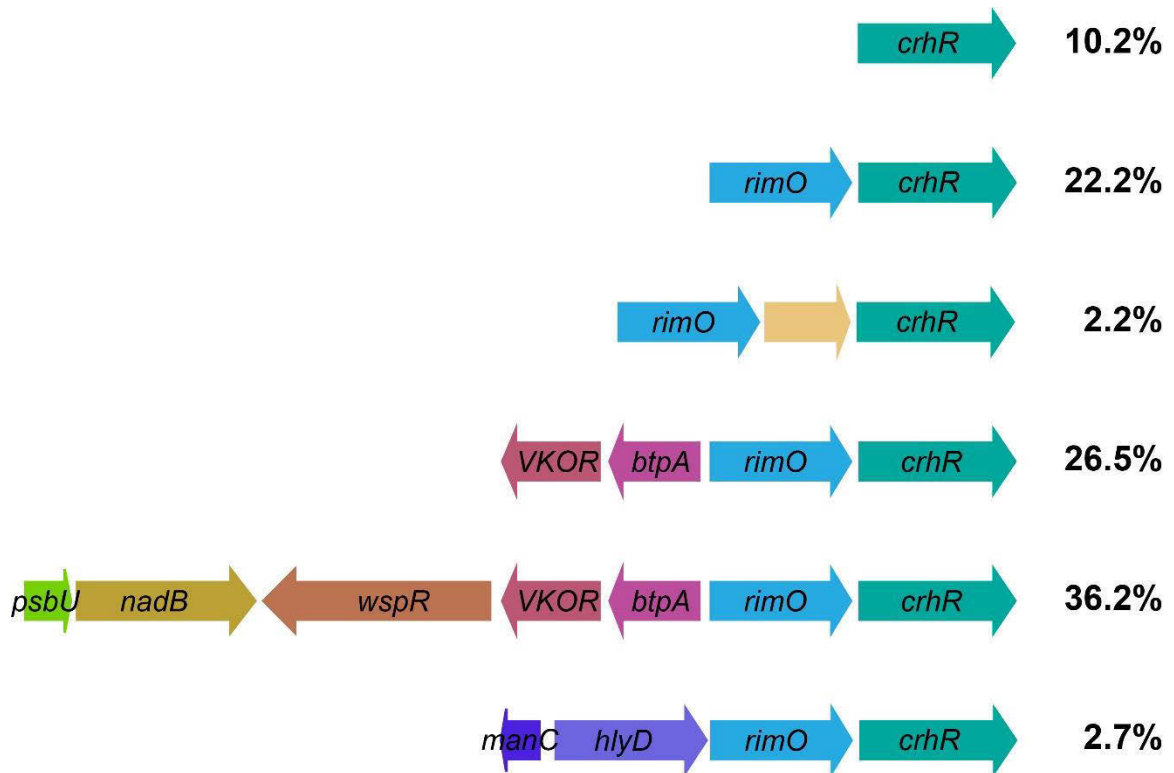 crhR 10.2%
rimO crhR 22.2%
rimO crhR 2.2%
VKOR btpA rimO crhR 26.5%
psbU nadB wspR VKOR btpA rimO crhR 36.2%
manC hlyD rimO crhR 2.7%